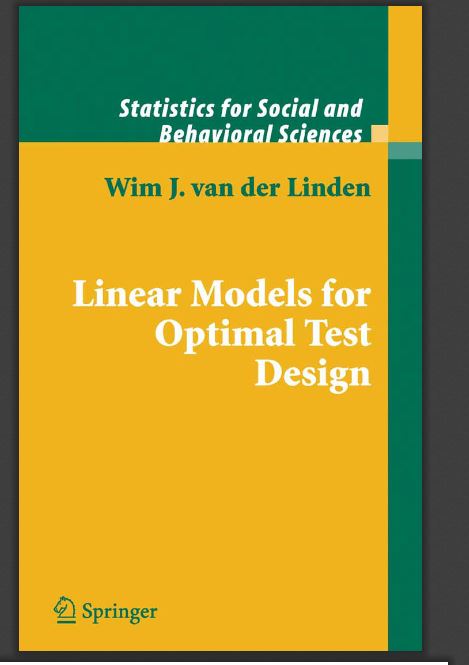 Statistics for Social and
Behavioral Sciences
Wim J. van der Linden
Linear Models for
Optimal Test
Design
Springer